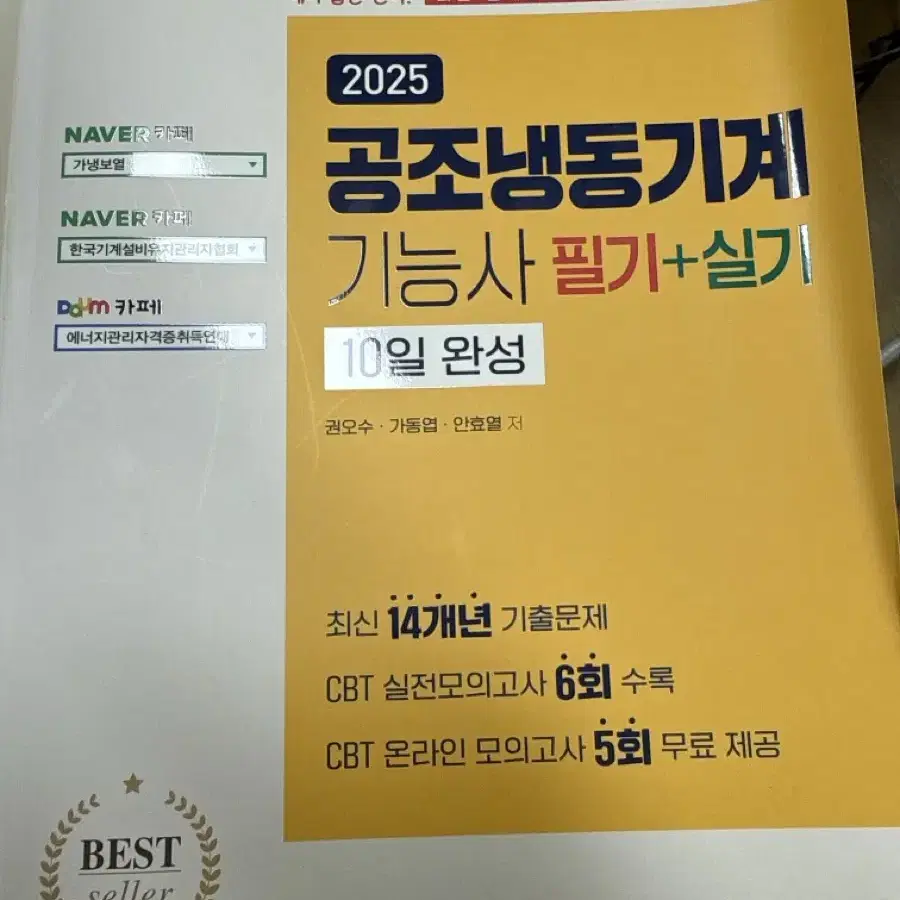 2025
공조냉동기계
기능사 필기+실기
10일 완성
권오수 · 가동엽 · 안효열 저
최신 14개년 기출문제
CBT 실전모의고사 6회 수록
CBT 온라인 모의고사 5회 무료 제공
NAVER 카페
가냉보열
NAVER 카페
한국기계설비유지관리자협회
Daum 카페
에너지관리자격증취득연대
BEST
seller